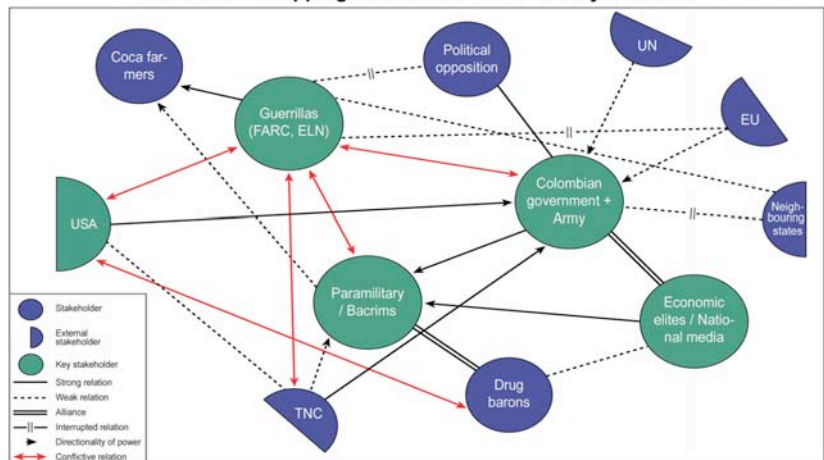 Coca far-
mers
Political
opposition
UN
Guerrillas
(FARC, ELN)
EU
USA
Colombian
government +
Army
Neigh-
bouring
states
Paramilitary
/ Bacrims
Economic
elites / Natio-
nal media
Drug
barons
TNC
Stakeholder
External
stakeholder
Key stakeholder
Strong relation
Weak relation
Alliance
Interrupted relation
Directionality of power
Conflictive relation